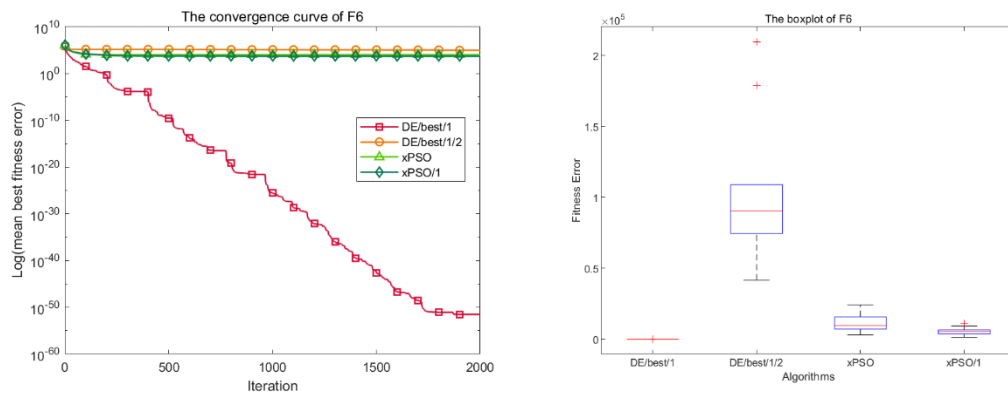 The convergence curve of F6
10^10
10^0
10^-10
10^-20
10^-30
10^-40
10^-50
10^-60
Log(mean best fitness error)
DE/best/1
DE/best/1/2
xPSO
xPSO/1
0
500
1000
1500
2000
Iteration
The boxplot of F6
×10^5
2
1.5
1
0.5
0
Fitness Error
DE/best/1
DE/best/1/2
xPSO
xPSO/1
Algorithms